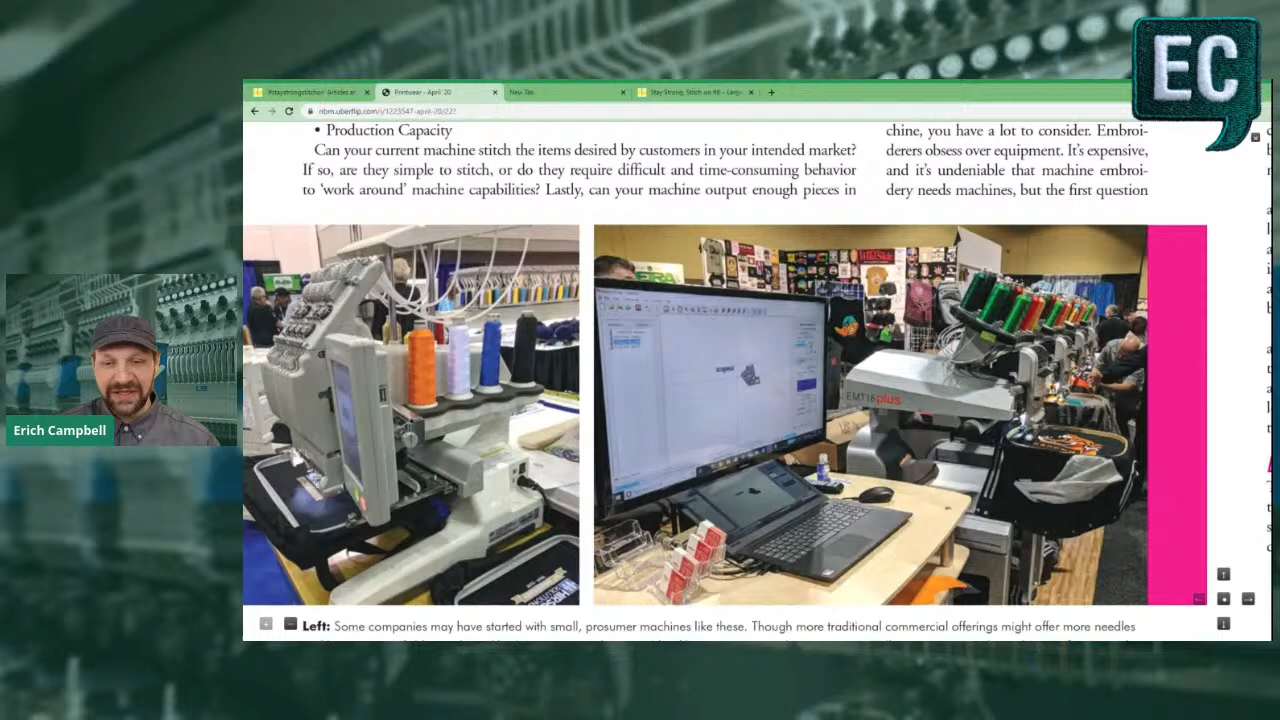 EC
'#staystrongstitchon' Articles ar
Printwear - April '20
New Tab
nbm.uberflip.com/i/1223547-april-20/22?
• Production Capacity
Can your current machine stitch the items desired by customers in your intended market?
If so, are they simple to stitch, or do they require difficult and time-consuming behavior
to 'work around' machine capabilities? Lastly, can your machine output enough pieces in
chine, you have a lot to consider. Embroi-
derers obsess over equipment. It's expensive,
and it's undeniable that machine embroi-
dery needs machines, but the first question
EMT16plus
Erich Campbell
Left: Some companies may have started with small, prosumer machines like these. Though more traditional commercial offerings might offer more needles